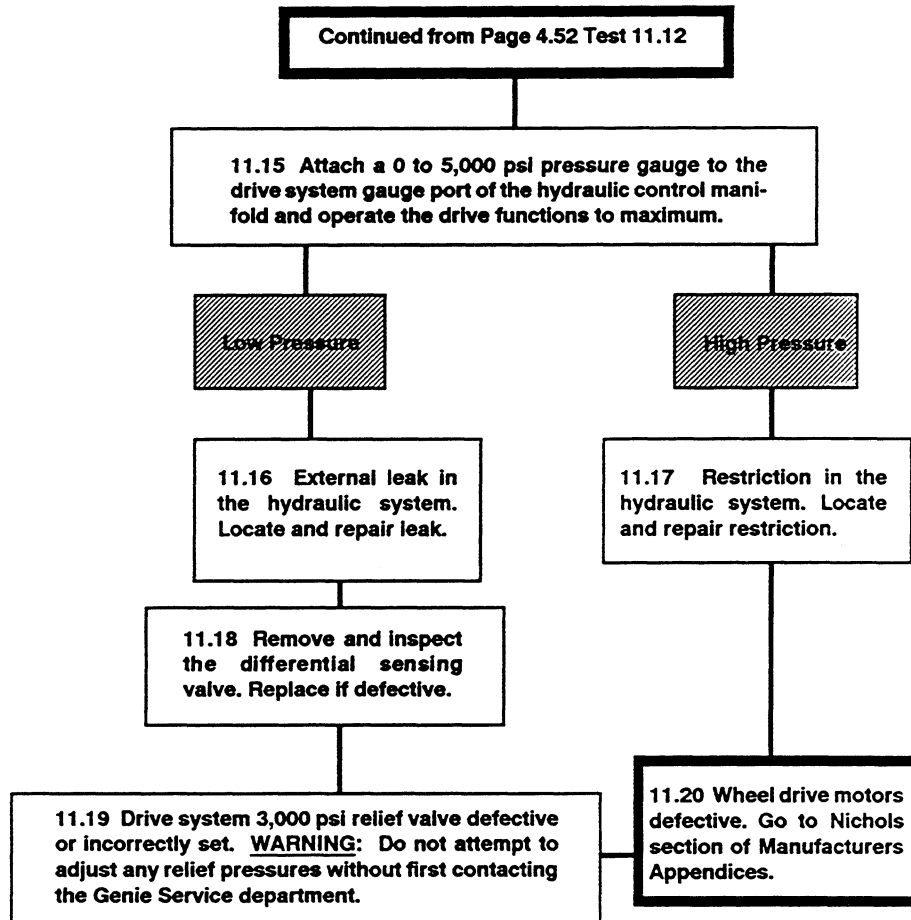 Continued from Page 4.52 Test 11.12
11.15 Attach a 0 to 5,000 psi pressure gauge to the
drive system gauge port of the hydraulic control mani-
fold and operate the drive functions to maximum.
Low Pressure
High Pressure
11.16 External leak in
the hydraulic system.
Locate and repair leak.
11.17 Restriction in the
hydraulic system. Locate
and repair restriction.
11.18 Remove and inspect
the differential sensing
valve. Replace if defective.
11.19 Drive system 3,000 psi relief valve defective
or incorrectly set. WARNING: Do not attempt to
adjust any relief pressures without first contacting
the Genie Service department.
11.20 Wheel drive motors
defective. Go to Nichols
section of Manufacturers
Appendices.